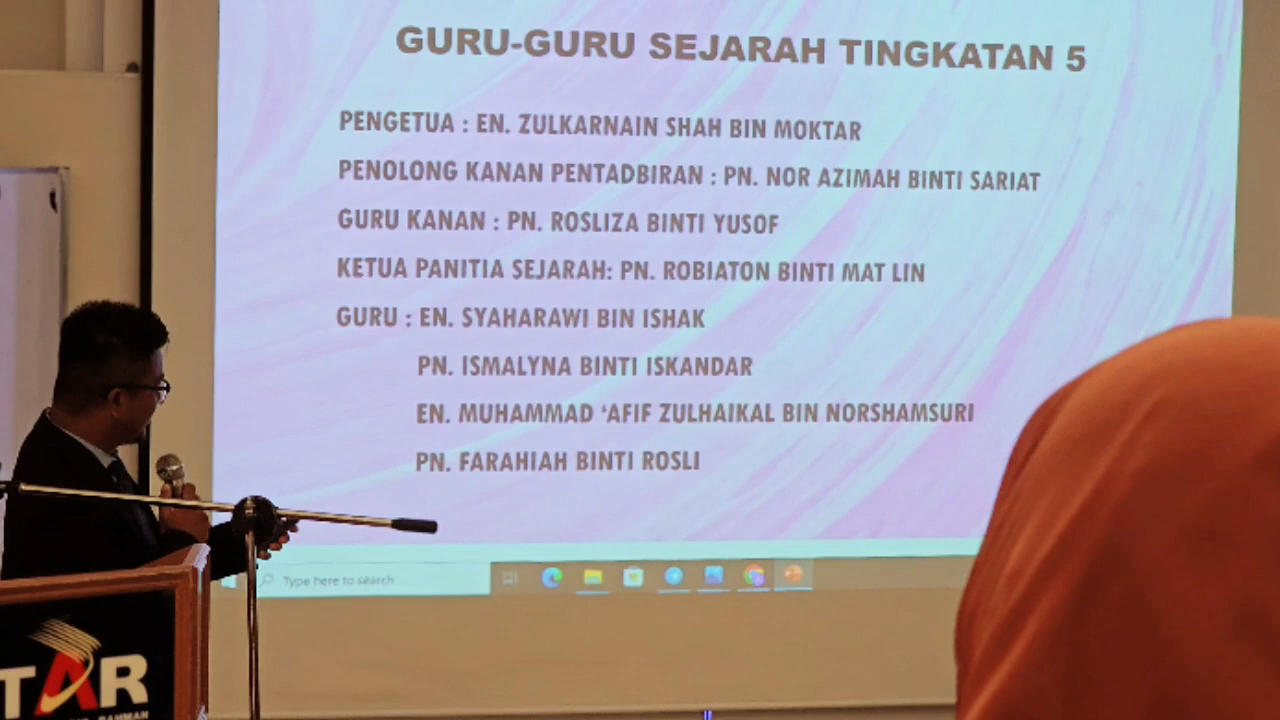 GURU-GURU SEJARAH TINGKATAN 5
PENGETUA : EN. ZULKARNAIN SHAH BIN MOKTAR
PENOLONG KANAN PENTADBIRAN : PN. NOR AZIMAH BINTI SARIAT
GURU KANAN : PN. ROSLIZA BINTI YUSOF
KETUA PANITIA SEJARAH: PN. ROBIATON BINTI MAT LIN
GURU : EN. SYAHARAWI BIN ISHAK
PN. ISMALYNA BINTI ISKANDAR
EN. MUHAMMAD ‘AFIF ZULHAIKAL BIN NORSHAMSURI
PN. FARAHIAH BINTI ROSLI
Type here to search
TAR
RAHMAN